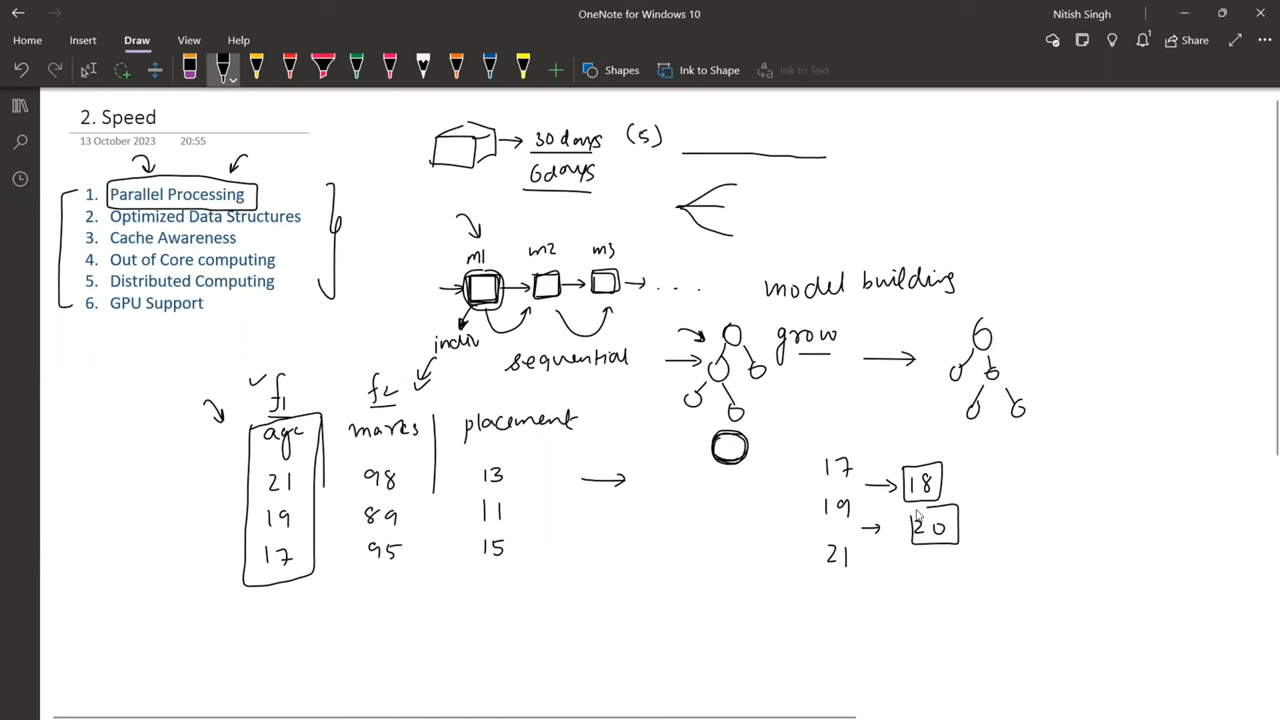 OneNote for Windows 10
Nitish Singh
Home Insert Draw View Help
Share
Shapes
Ink to Shape
Ink to Text
2. Speed
13 October 2023 20:55
1. Parallel Processing
2. Optimized Data Structures
3. Cache Awareness
4. Out of Core computing
5. Distributed Computing
6. GPU Support
30 days (5)
6 days
m1 m2 m3
....
model building
indiv
sequential
grow
f1 f2
age marks placement
21 98 13
19 89 11
17 95 15
17
18
19
20
21